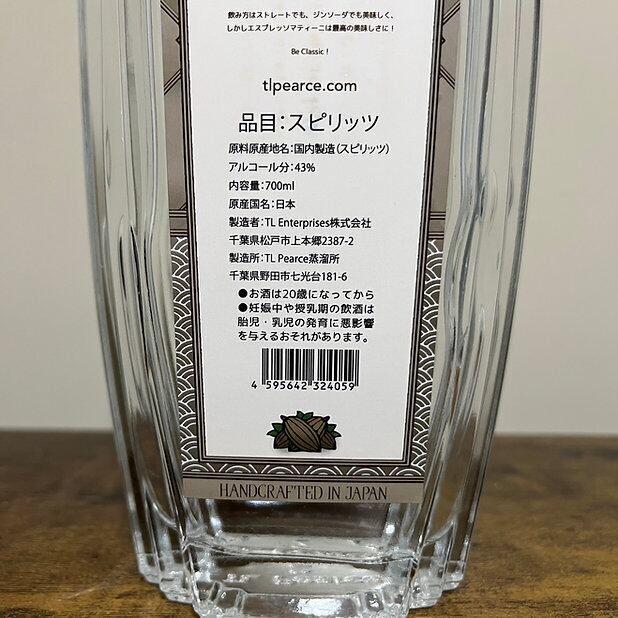 飲み方はストレートでも、ジンソーダでも美味しく、
しかしエスプレッソマティーニは最高の美味しさに!
Be Classic !
tlpearce.com
品目:スピリッツ
原料原産地名:国内製造(スピリッツ)
アルコール分:43%
内容量:700ml
原産国名:日本
製造者:TL Enterprises株式会社
千葉県松戸市上本郷2387-2
製造所:TL Pearce蒸溜所
千葉県野田市七光台181-6
●お酒は20歳になってから
●妊娠中や授乳期の飲酒は
胎児・乳児の発育に悪影響
を与えるおそれがあります。
4 595642 324059
HANDCRAFTED IN JAPAN